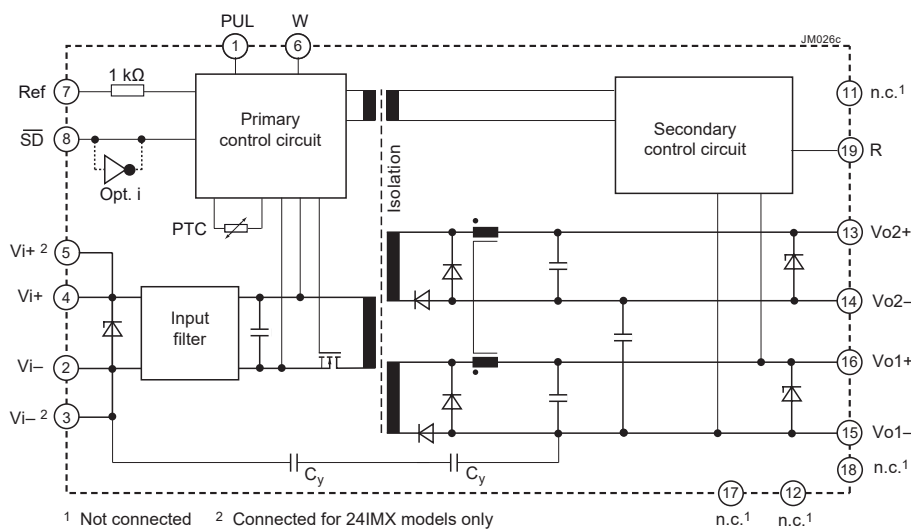 PUL W
JM026c
1 6
1 kΩ
Ref 7
11 n.c.1
Primary
control circuit
Secondary
control circuit
SD 8
19 R
Opt. i
Isolation
PTC
13 Vo2+
Vi+ 2 5
Vi+ 4
14 Vo2–
Input
filter
Vi– 2
16 Vo1+
Vi– 2 3
15 Vo1–
Cy Cy
18 n.c.1
17 12
n.c.1 n.c.1
1 Not connected 2 Connected for 24IMX models only